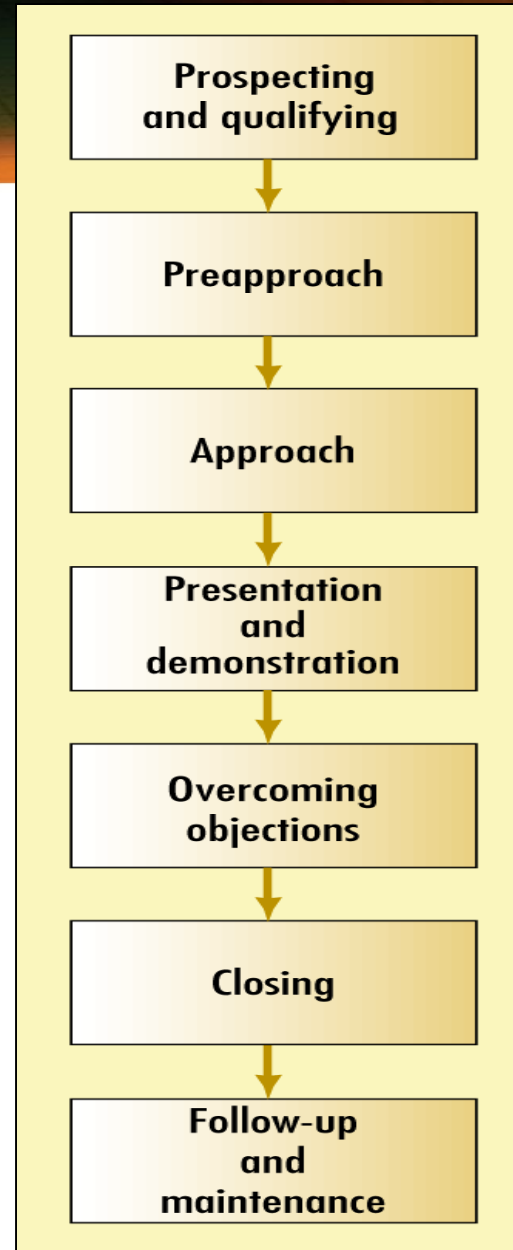 Prospecting
and qualifying
Preapproach
Approach
Presentation
and
demonstration
Overcoming
objections
Closing
Follow-up
and
maintenance